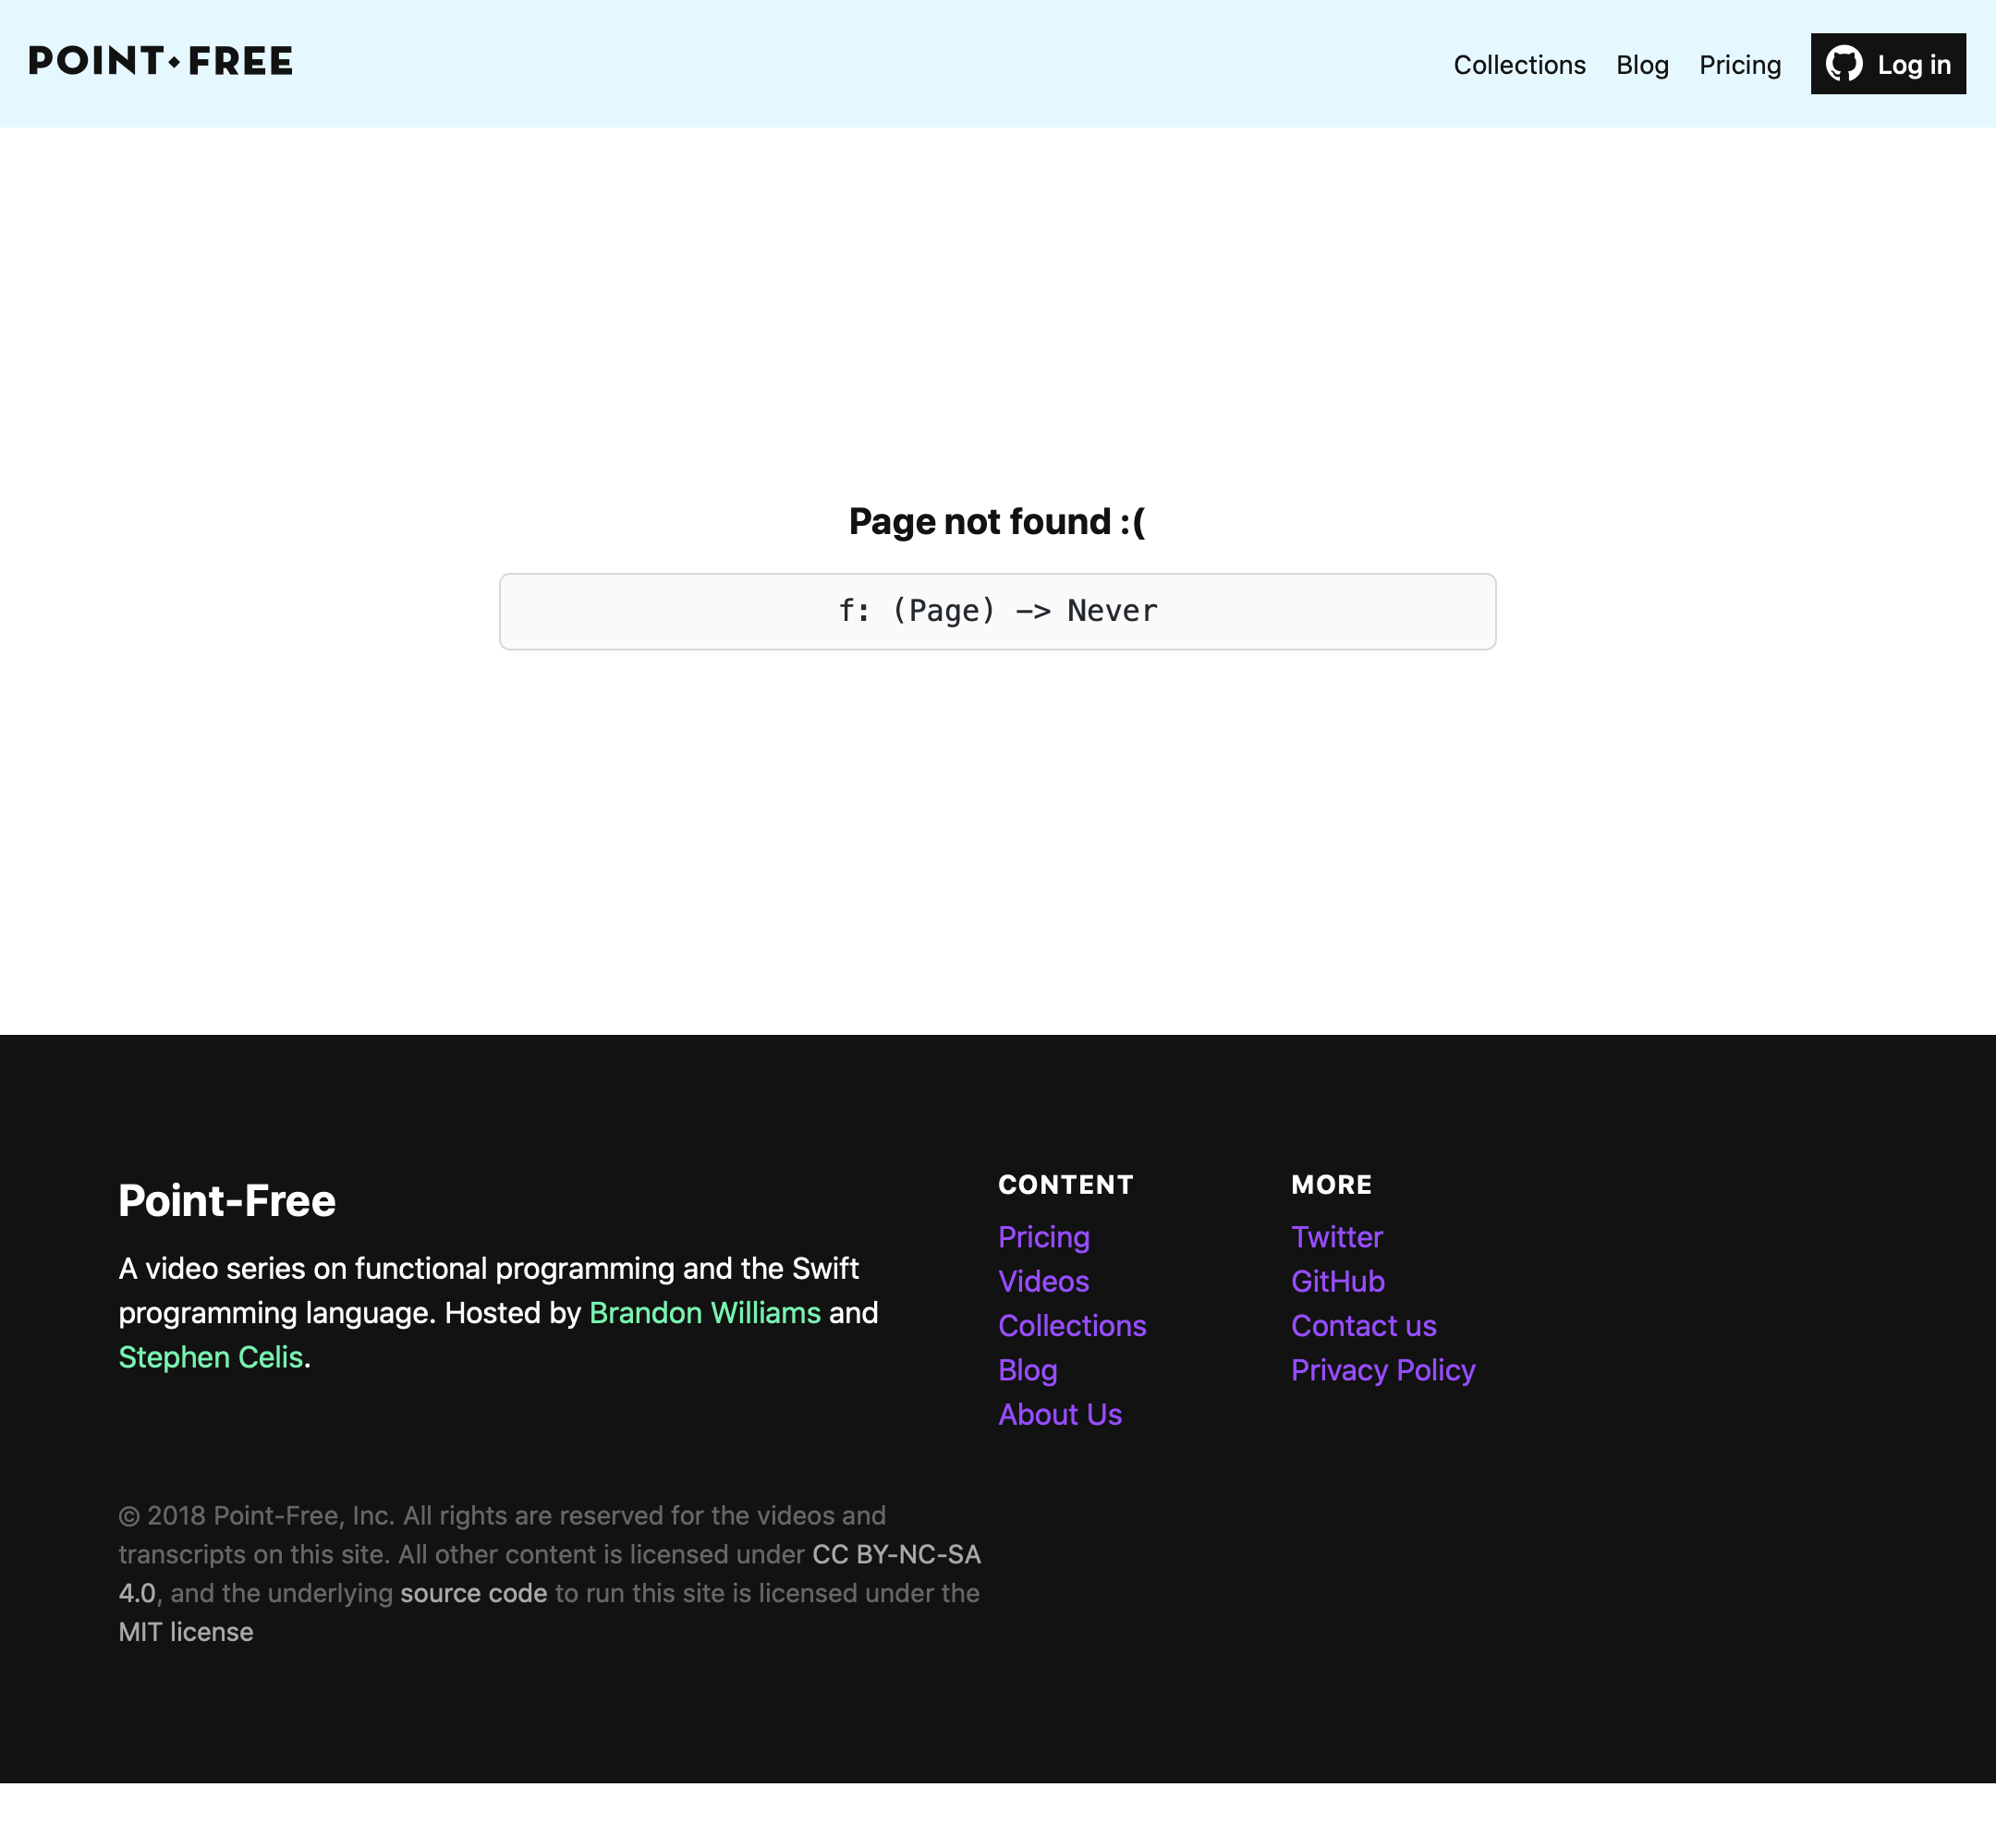 POINT⬥FREE
Collections Blog Pricing Log in
Page not found :(
f: (Page) -> Never
Point-Free
A video series on functional programming and the Swift
programming language. Hosted by Brandon Williams and
Stephen Celis.
CONTENT
Pricing
Videos
Collections
Blog
About Us
MORE
Twitter
GitHub
Contact us
Privacy Policy
© 2018 Point-Free, Inc. All rights are reserved for the videos and
transcripts on this site. All other content is licensed under CC BY-NC-SA
4.0, and the underlying source code to run this site is licensed under the
MIT license